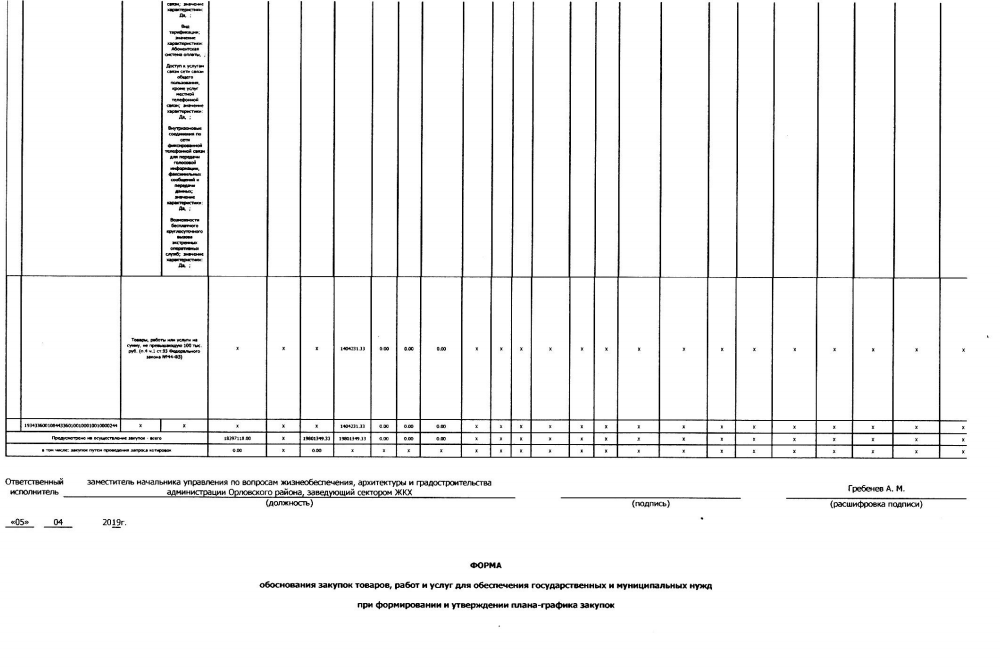 связи; значение
характеристики:
Да, ;
Вид
тарификации;
значение
характеристики:
Абонентская
система оплаты, ;
Доступ к услугам
связи сети связи
общего
пользования,
кроме услуг
местной
телефонной
связи; значение
характеристики:
Да, ;
Внутризоновые
соединения по
сети
фиксированной
телефонной связи
для передачи
голосовой
информации,
факсимильных
сообщений и
передачи
данных;
значение
характеристики:
Да, ;
Возможности
бесплатного
круглосуточного
вызова
экстренных
оперативных
служб; значение
характеристики:
Да, ;
Товары, работы или услуги на
сумму, не превышающую 100 тыс.
руб. (п.4 ч.1 ст.93 Федерального
закона №44-ФЗ)
X X X 1404231.33 0.00 0.00 0.00 X X X X X X X X X X X X X X
X X X X X 1404231.33 0.00 0.00 0.00 X X X X X X X X X X X X X X
Предусмотрено на осуществление закупок - всего 18397118.00 X 19801349.33 19801349.33 0.00 0.00 0.00 X X X X X X X X X X X X X X
в том числе: закупок путем проведения запроса котировок 0.00 X 0.00 X X X X X X X X X X X X X X X X X X
Ответственный заместитель начальника управления по вопросам жизнеобеспечения, архитектуры и градостроительства
исполнитель администрации Орловского района, заведующий сектором ЖКХ Гребенев А. М.
(должность) (подпись) (расшифровка подписи)
«05» 04 2019г.
ФОРМА
обоснования закупок товаров, работ и услуг для обеспечения государственных и муниципальных нужд
при формировании и утверждении плана-графика закупок